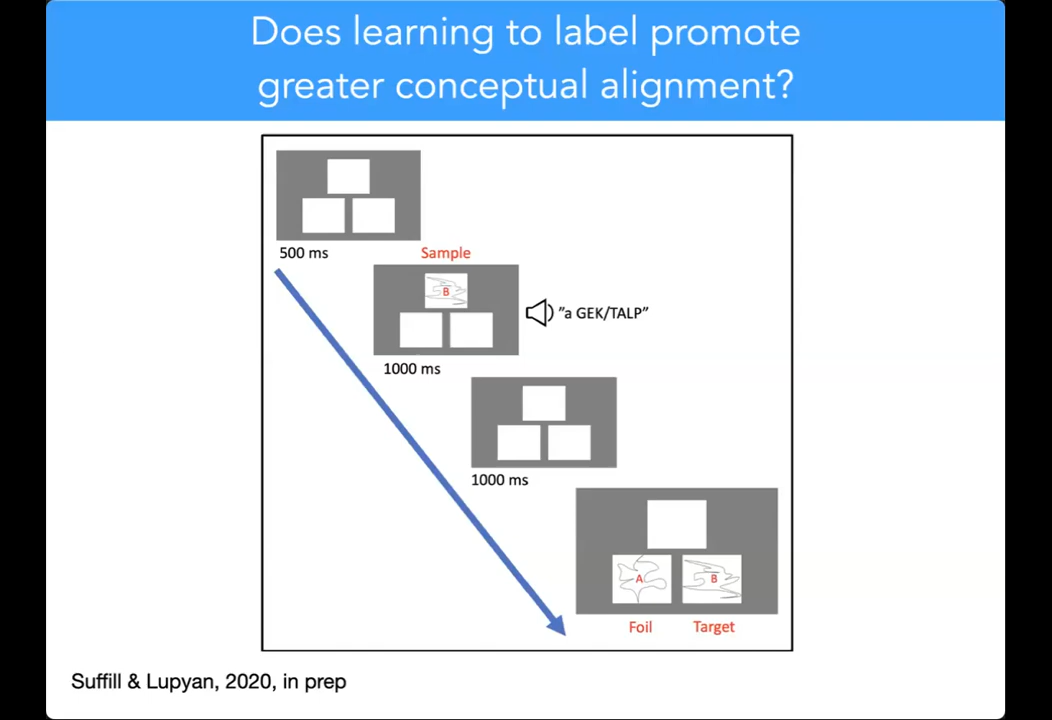 Does learning to label promote
greater conceptual alignment?
500 ms
Sample
B
"a GEK/TALP"
1000 ms
1000 ms
A
B
Foil
Target
Suffill & Lupyan, 2020, in prep